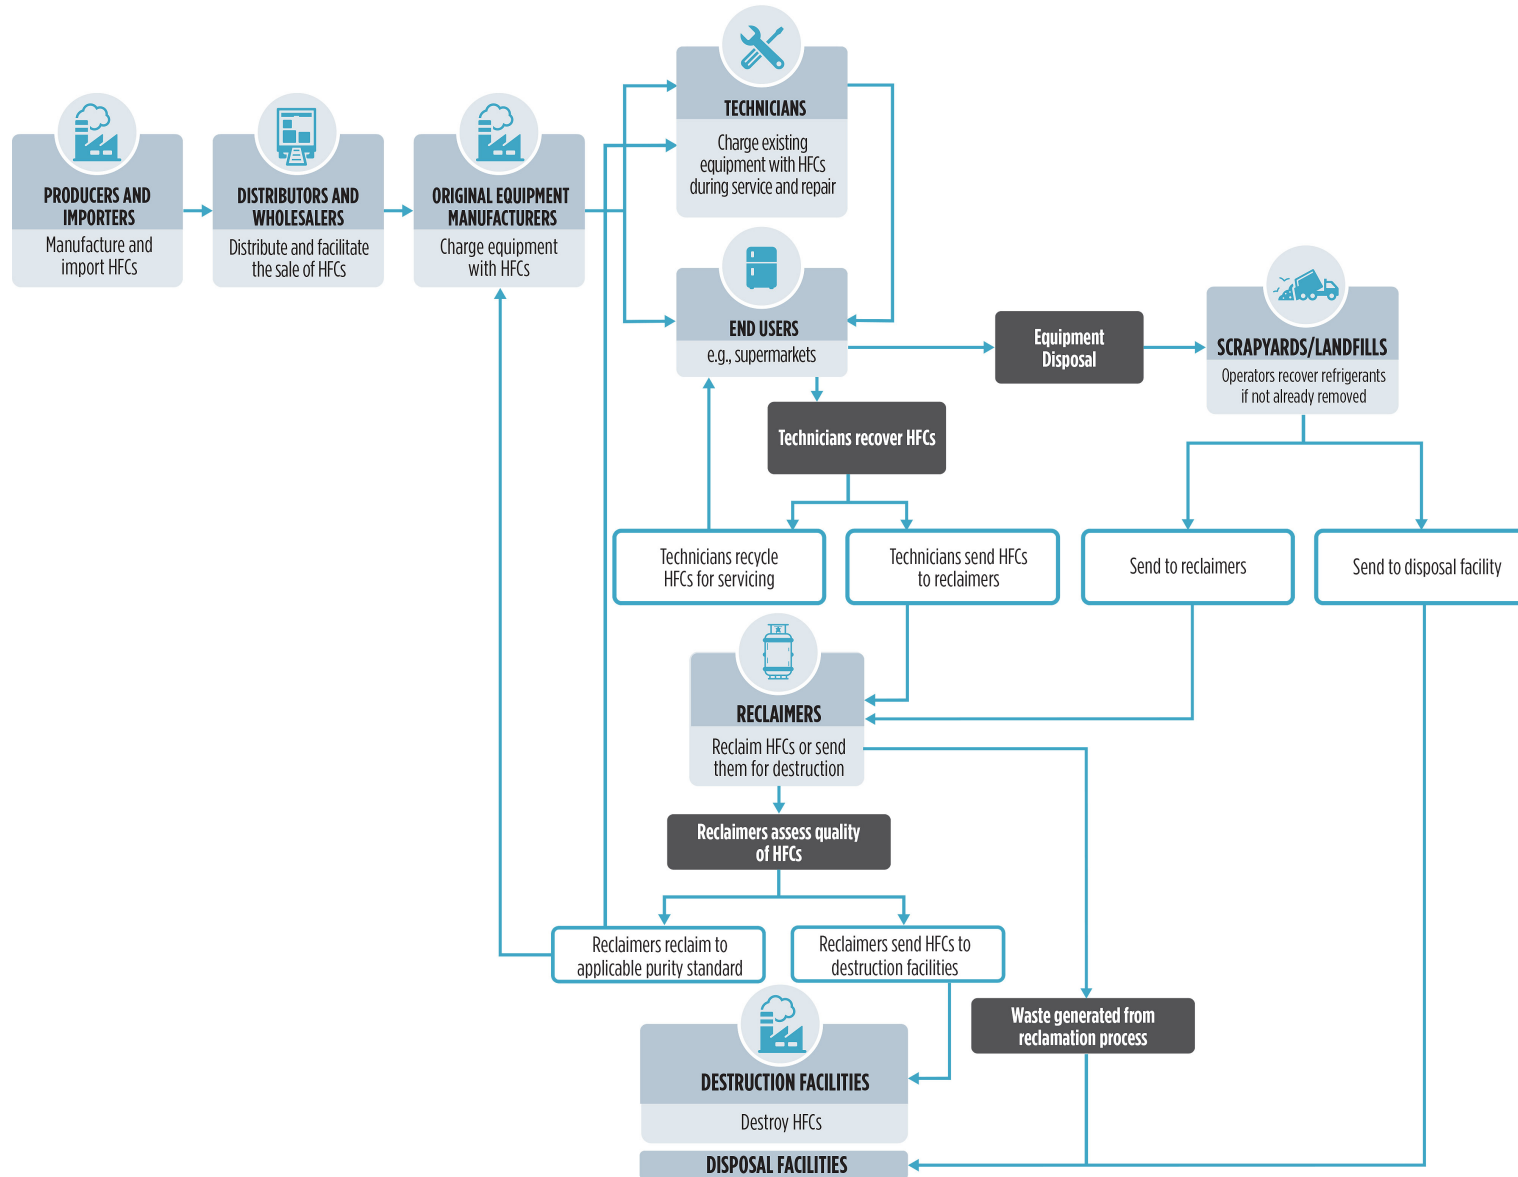 TECHNICIANS
Charge existing
equipment with HFCs
during service and repair
PRODUCERS AND
IMPORTERS
Manufacture and
import HFCs
DISTRIBUTORS AND
WHOLESALERS
Distribute and facilitate
the sale of HFCs
ORIGINAL EQUIPMENT
MANUFACTURERS
Charge equipment
with HFCs
END USERS
e.g., supermarkets
Equipment
Disposal
SCRAPYARDS/LANDFILLS
Operators recover refrigerants
if not already removed
Technicians recover HFCs
Technicians recycle
HFCs for servicing
Technicians send HFCs
to reclaimers
Send to reclaimers
Send to disposal facility
RECLAIMERS
Reclaim HFCs or send
them for destruction
Reclaimers assess quality
of HFCs
Reclaimers reclaim to
applicable purity standard
Reclaimers send HFCs to
destruction facilities
Waste generated from
reclamation process
DESTRUCTION FACILITIES
Destroy HFCs
DISPOSAL FACILITIES